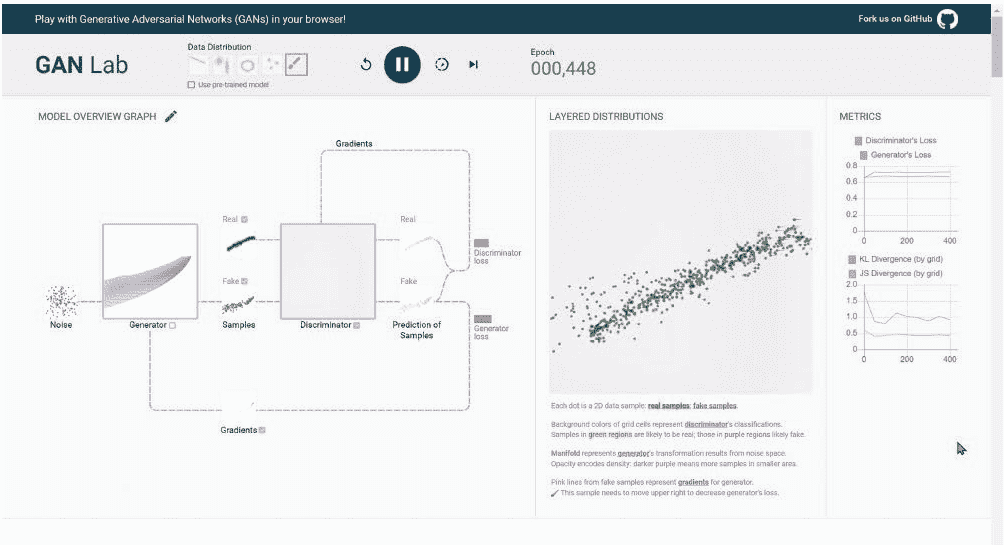 Play with Generative Adversarial Networks (GANs) in your browser!
Fork us on GitHub
GAN Lab
Data Distribution
Use pre-trained model
Epoch
000,448
MODEL OVERVIEW GRAPH
Gradients
Real
Real
Discriminator loss
Fake
Fake
Generator loss
Noise
Generator
Samples
Discriminator
Prediction of Samples
Gradients
LAYERED DISTRIBUTIONS
Each dot is a 2D data sample: real samples; fake samples.
Background colors of grid cells represent discriminator's classifications.
Samples in green regions are likely to be real; those in purple regions likely fake.
Manifold represents generator's transformation results from noise space.
Opacity encodes density: darker purple means more samples in smaller area.
Pink lines from fake samples represent gradients for generator.
This sample needs to move upper right to decrease generator's loss.
METRICS
Discriminator's Loss
Generator's Loss
0.8
0.6
0.4
0.2
0
0 200 400
KL Divergence (by grid)
JS Divergence (by grid)
2.0
1.5
1.0
0.5
0
0 200 400